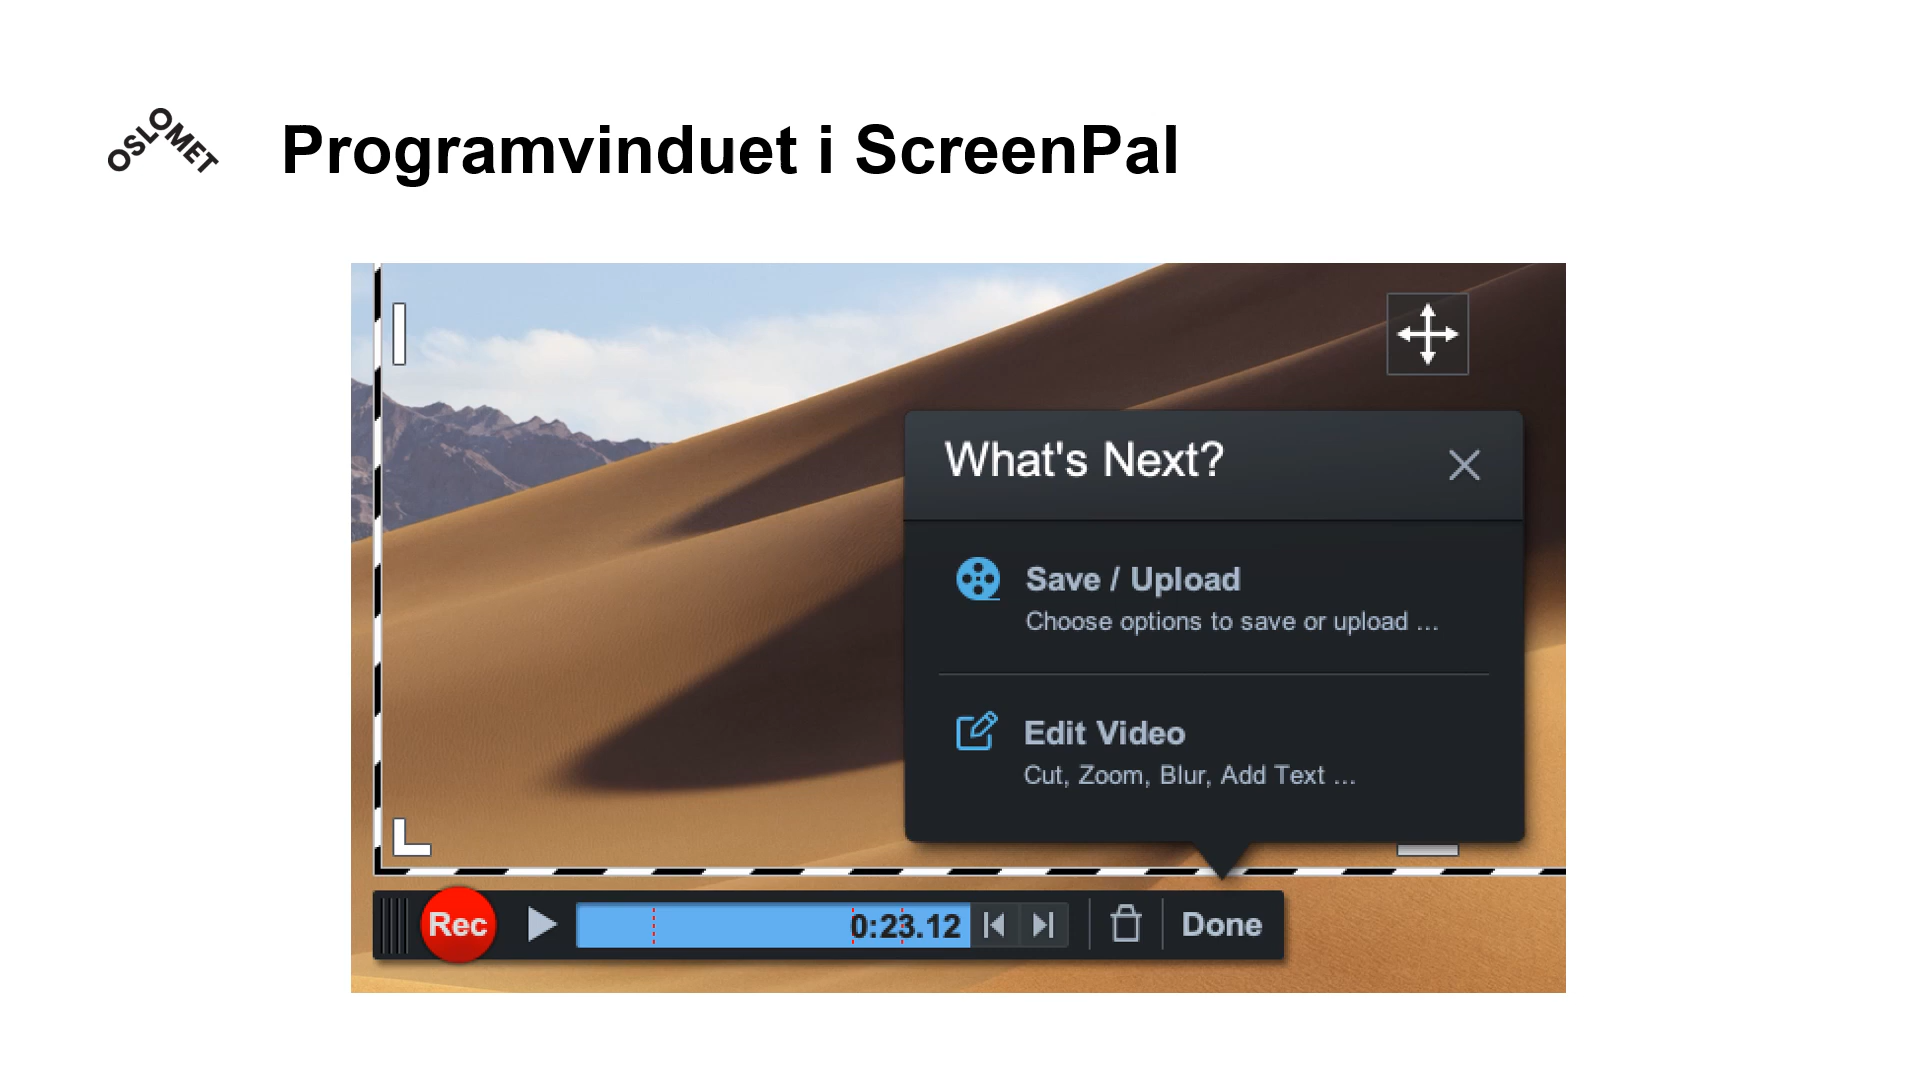 OSLOMET
Programvinduet i ScreenPal
What's Next?
Save / Upload
Choose options to save or upload ...
Edit Video
Cut, Zoom, Blur, Add Text ...
Rec
0:23.12
Done